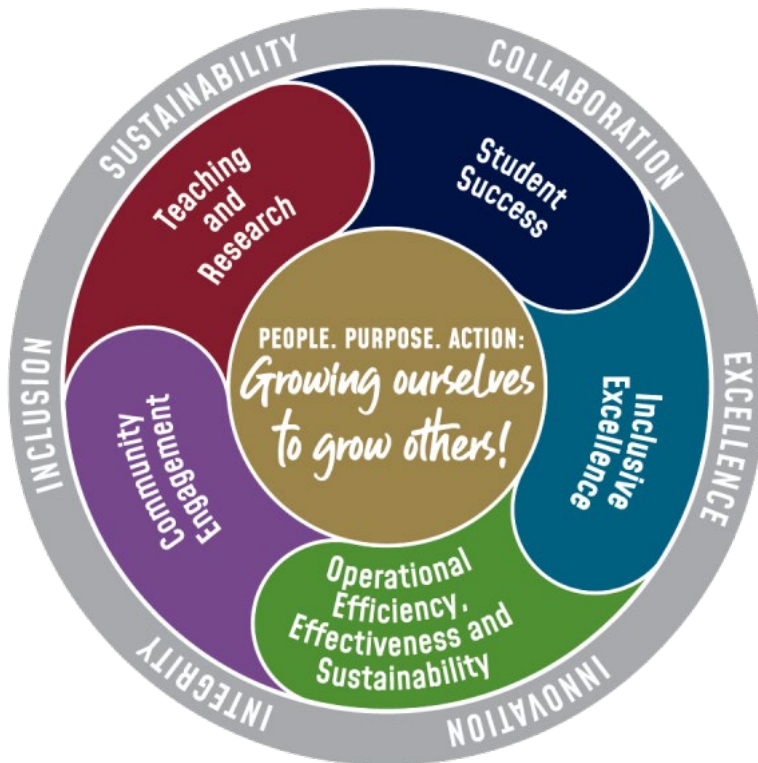 SUSTAINABILITY
COLLABORATION
EXCELLENCE
INNOVATION
INTEGRITY
INCLUSION
Teaching
and
Research
Student
Success
Inclusive
Excellence
Operational
Efficiency,
Effectiveness and
Sustainability
Community
Engagement
PEOPLE. PURPOSE. ACTION:
Growing ourselves
to grow others!